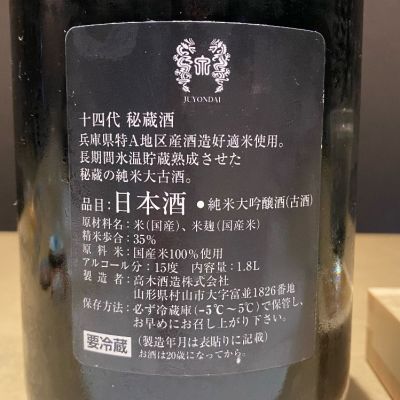 JUYONDAI
十四代 秘蔵酒
兵庫県特A地区産酒造好適米使用。
長期間氷温貯蔵熟成させた
秘蔵の純米大古酒。
品目：日本酒 ●純米大吟醸酒(古酒)
原材料名：米(国産)、米麹(国産米)
精米歩合：35%
原料米：国産米100%使用
アルコール分：15度 内容量：1.8L
製造者：高木酒造株式会社
山形県村山市大字富並1826番地
保存方法：必ず冷蔵庫(-5℃～5℃)で保管し、
お早めにお召し上がり下さい。
要冷蔵 (製造年月は表貼りに記載)
お酒は20歳になってから。